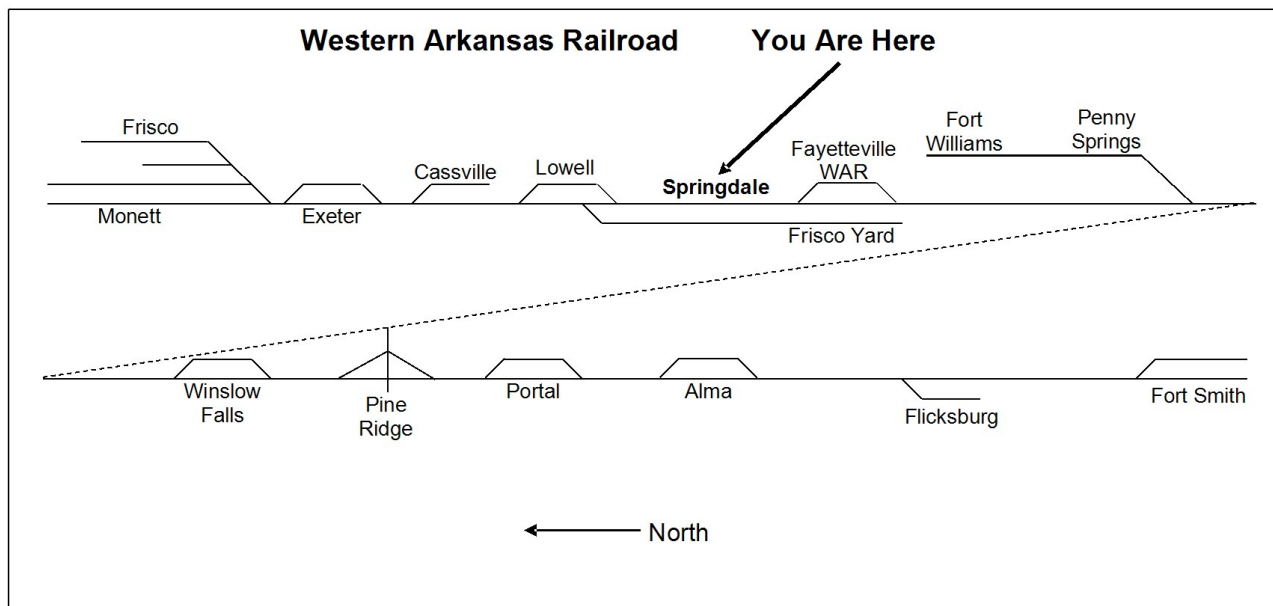 Western Arkansas Railroad
You Are Here
Frisco
Cassville
Lowell
Springdale
Fayetteville
WAR
Fort
Williams
Penny
Springs
Monett
Exeter
Frisco Yard
Winslow
Falls
Pine
Ridge
Portal
Alma
Flicksburg
Fort Smith
North